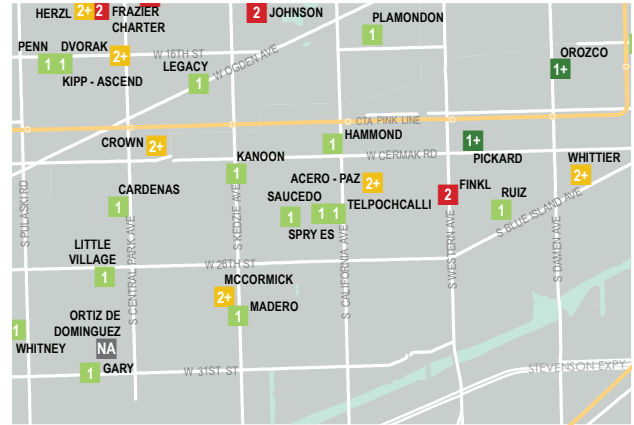 HERZL 2+ 2 FRAZIER
CHARTER
2 JOHNSON
PLAMONDON
1
PENN DVORAK
1 1 2+
KIPP - ASCEND
W 16TH ST
W OGDEN AVE
LEGACY
1
OROZCO
1+
CTA PINK LINE
CROWN 2+
HAMMOND
1
W CERMAK RD
1+
PICKARD
KANOON
1
WHITTIER
2+
ACERO - PAZ 2+
FINKL
2
RUIZ
1
CARDENAS
1
SAUCEDO
1
1 1 TELPOCHCALLI
SPRY ES
S PULASKI RD
S CENTRAL PARK AVE
S KEDZIE AVE
S CALIFORNIA AVE
S WESTERN AVE
S BLUE ISLAND AVE
S DAMEN AVE
LITTLE
VILLAGE
1
W 26TH ST
MCCORMICK
2+
1 MADERO
ORTIZ DE
DOMINGUEZ
NA
1
WHITNEY
1 GARY
W 31ST ST
STEVENSON EXPY